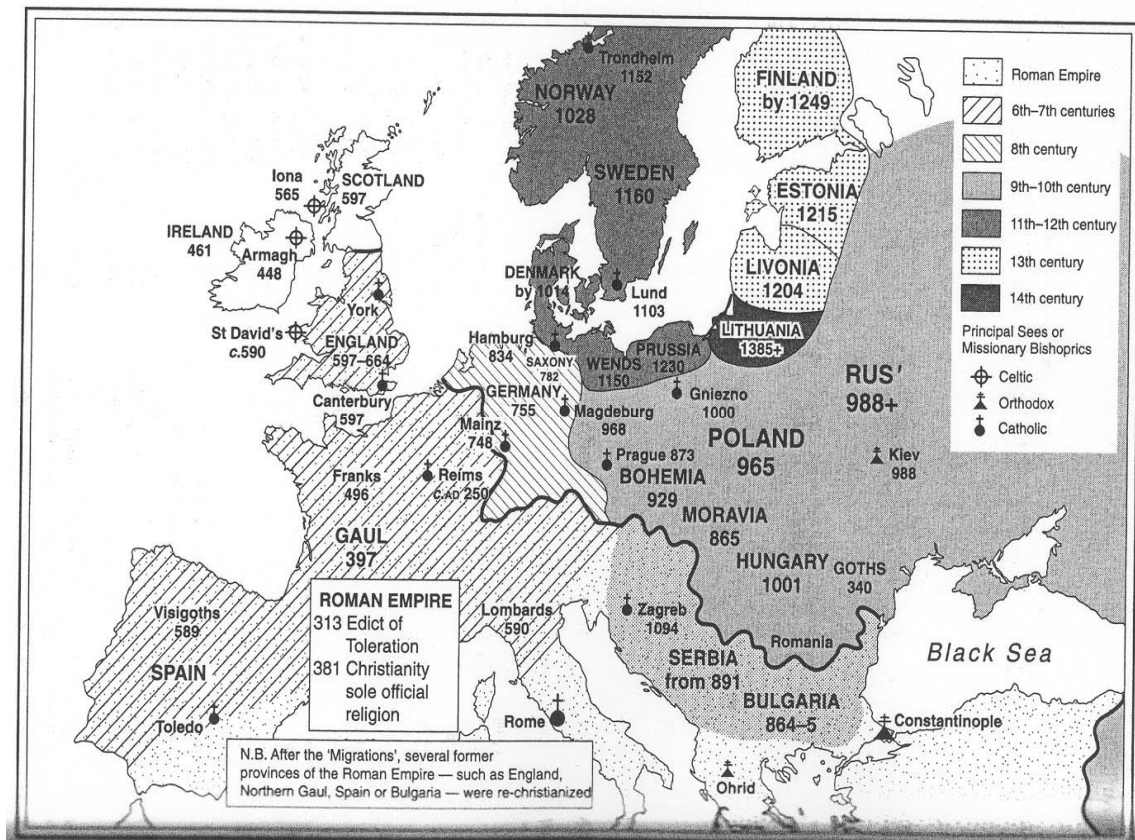 Trondheim
1152
NORWAY
1028
FINLAND
by 1249
SWEDEN
1160
Iona
565
SCOTLAND
597
IRELAND
461
Armagh
448
ESTONIA
1215
LIVONIA
1204
DENMARK
by 1014
Lund
1103
LITHUANIA
1385+
York
St David's
c.590
ENGLAND
597–664
Canterbury
597
Hamburg
834
SAXONY
782
GERMANY
755
WENDS
1150
PRUSSIA
1230
Gniezno
1000
Magdeburg
968
Mainz
748
RUS'
988+
POLAND
965
Kiev
988
Prague 873
BOHEMIA
929
Franks
496
Reims
c.AD 250
MORAVIA
865
GAUL
397
HUNGARY
1001
GOTHS
340
Visigoths
589
SPAIN
Toledo
Lombards
590
Zagreb
1094
Romania
SERBIA
from 891
BULGARIA
864–5
Black Sea
Rome
Constantinople
Ohrid
ROMAN EMPIRE
313 Edict of
Toleration
381 Christianity
sole official
religion
N.B. After the 'Migrations', several former
provinces of the Roman Empire — such as England,
Northern Gaul, Spain or Bulgaria — were re-christianized
Roman Empire
6th–7th centuries
8th century
9th–10th century
11th–12th century
13th century
14th century
Principal Sees or
Missionary Bishoprics
Celtic
Orthodox
Catholic